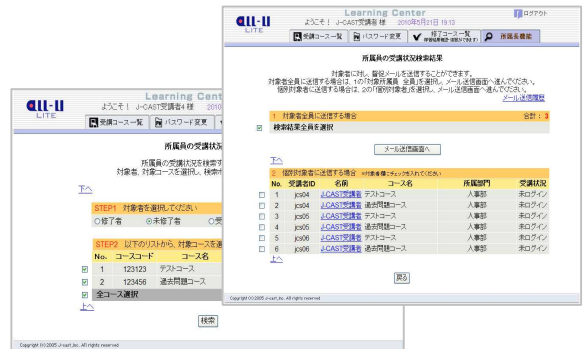 Learning Center
ログアウト
LITE
ようこそ！ J-CAST受講者様 2010年5月21日 19:13
受講コース一覧
パスワード変更
修了コース一覧
所属長機能
所属員の受講状況検索結果
対象者に対し、督促メールを送信することができます。
対象者全員に送信する場合は、1の「対象所属員 全員」を選択し、メール送信画面へ進んでください。
個別対象者に送信する場合は、2の「個別対象者」を選択し、メール送信画面へ進んでください。
メール送信履歴
1 対象者全員に送信する場合 合計：3
検索結果全員を選択
メール送信画面へ
下へ
2 個別対象者に送信する場合 ※対象者欄にチェックを入れてください
No. 受講者ID 名前 コース名 所属部門 受講状況
1 jcs04 J-CAST受講者 テストコース 人事部 未ログイン
2 jcs04 J-CAST受講者 過去問題コース 人事部 未ログイン
3 jcs05 J-CAST受講者 テストコース 人事部 未ログイン
4 jcs05 J-CAST受講者 過去問題コース 人事部 未ログイン
5 jcs06 J-CAST受講者 テストコース 人事部 未ログイン
6 jcs06 J-CAST受講者 過去問題コース 人事部 未ログイン
上へ
戻る
Copyright (c)2005 J-cast,Inc. All rights reserved
Learning Cent
LITE
ようこそ！ J-CAST受講者4 様 2010
受講コース一覧
パスワード変更
所属員の受講状況
所属員の受講状況を検索す
対象者、対象コースを選択し、検索ボ
下へ
STEP1 対象者を選択してください
○修了者 ◎未修了者 ○受
STEP2 以下のリストから、対象コースを選
No. コースコード コース名
1 123123 テストコース
2 123456 過去問題コース
全コース選択
上へ
検索
Copyright (c)2005 J-cast,Inc. All rights reserved